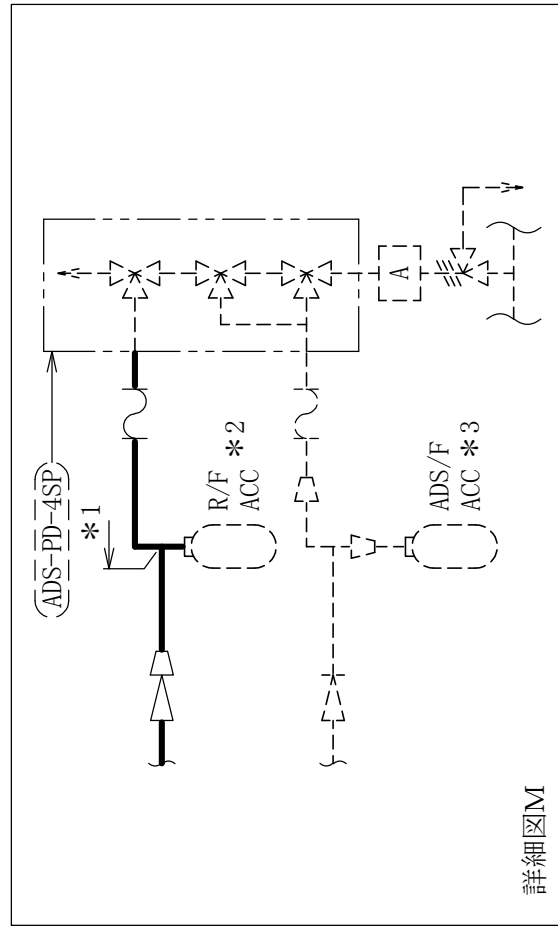 ADS-PD-4SP
*1
R/F
ACC *2
ADS/F
ACC *3
A
詳細図M